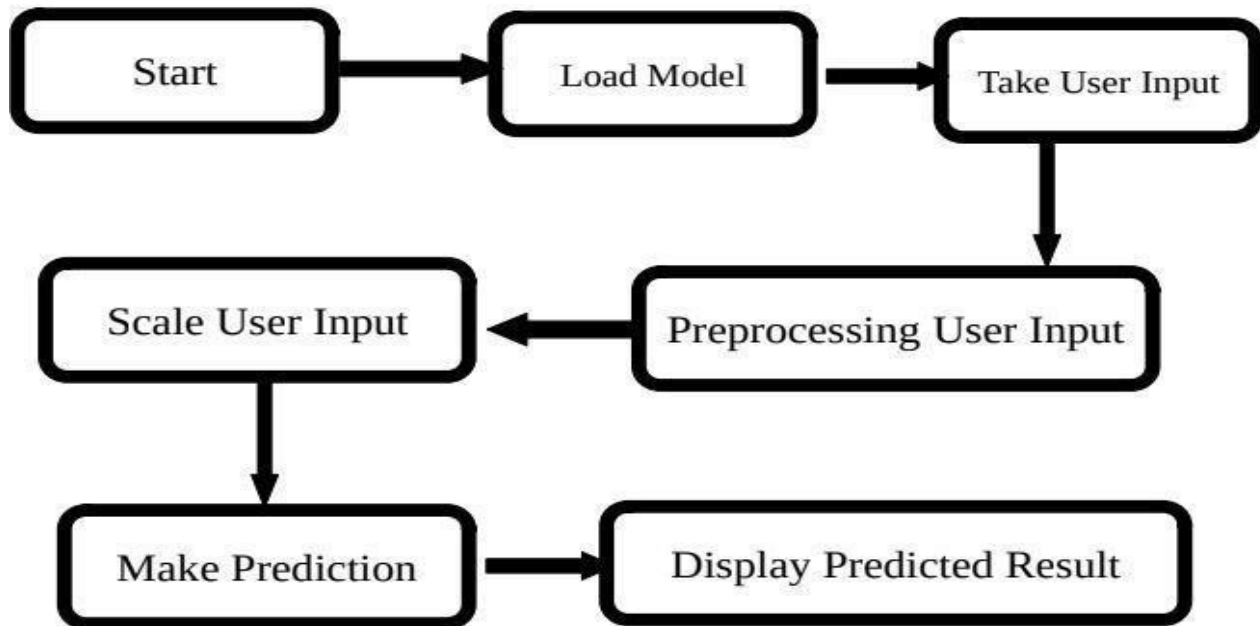 Start
Load Model
Take User Input
Preprocessing User Input
Scale User Input
Make Prediction
Display Predicted Result